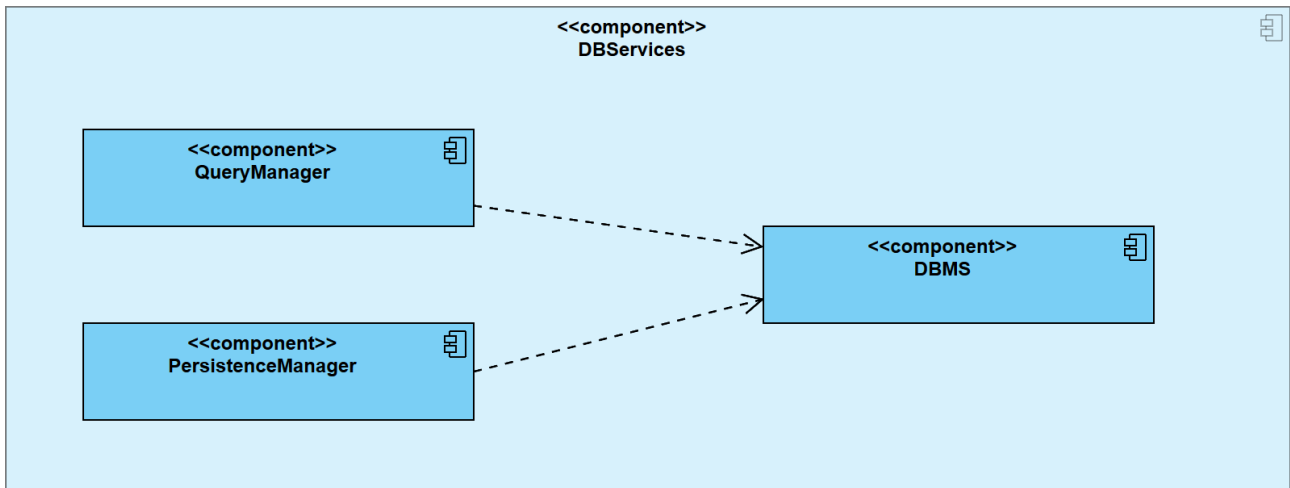 <<component>>
DBServices
<<component>>
QueryManager
<<component>>
DBMS
<<component>>
PersistenceManager